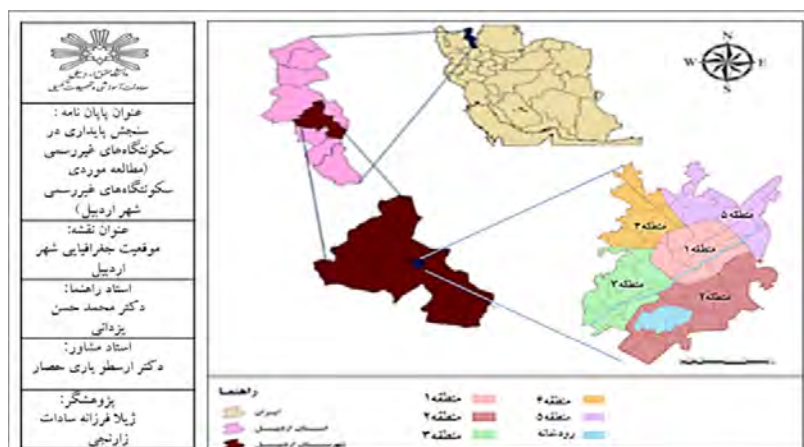 عنوان پایان نامه :
سنجش پایداری در
سکونتگاه‌های غیررسمی
(مطالعه موردی
سکونتگاه‌های غیررسمی
شهر اردبیل)
عنوان نقشه:
موقعیت جغرافیایی شهر
اردبیل
استاد راهنما:
دکتر محمد حسن
یزدانی
استاد مشاور:
دکتر ارسطو یاری حصار
پژوهشگر:
ژیلا فرزانه سادات
زارنجی
N
W E
S
منطقه ۵
منطقه ۴
منطقه ۱
منطقه ۳
منطقه ۲
راهنما
ایران
استان اردبیل
شهرستان اردبیل
منطقه ۱
منطقه ۲
منطقه ۳
منطقه ۴
منطقه ۵
رودخانه